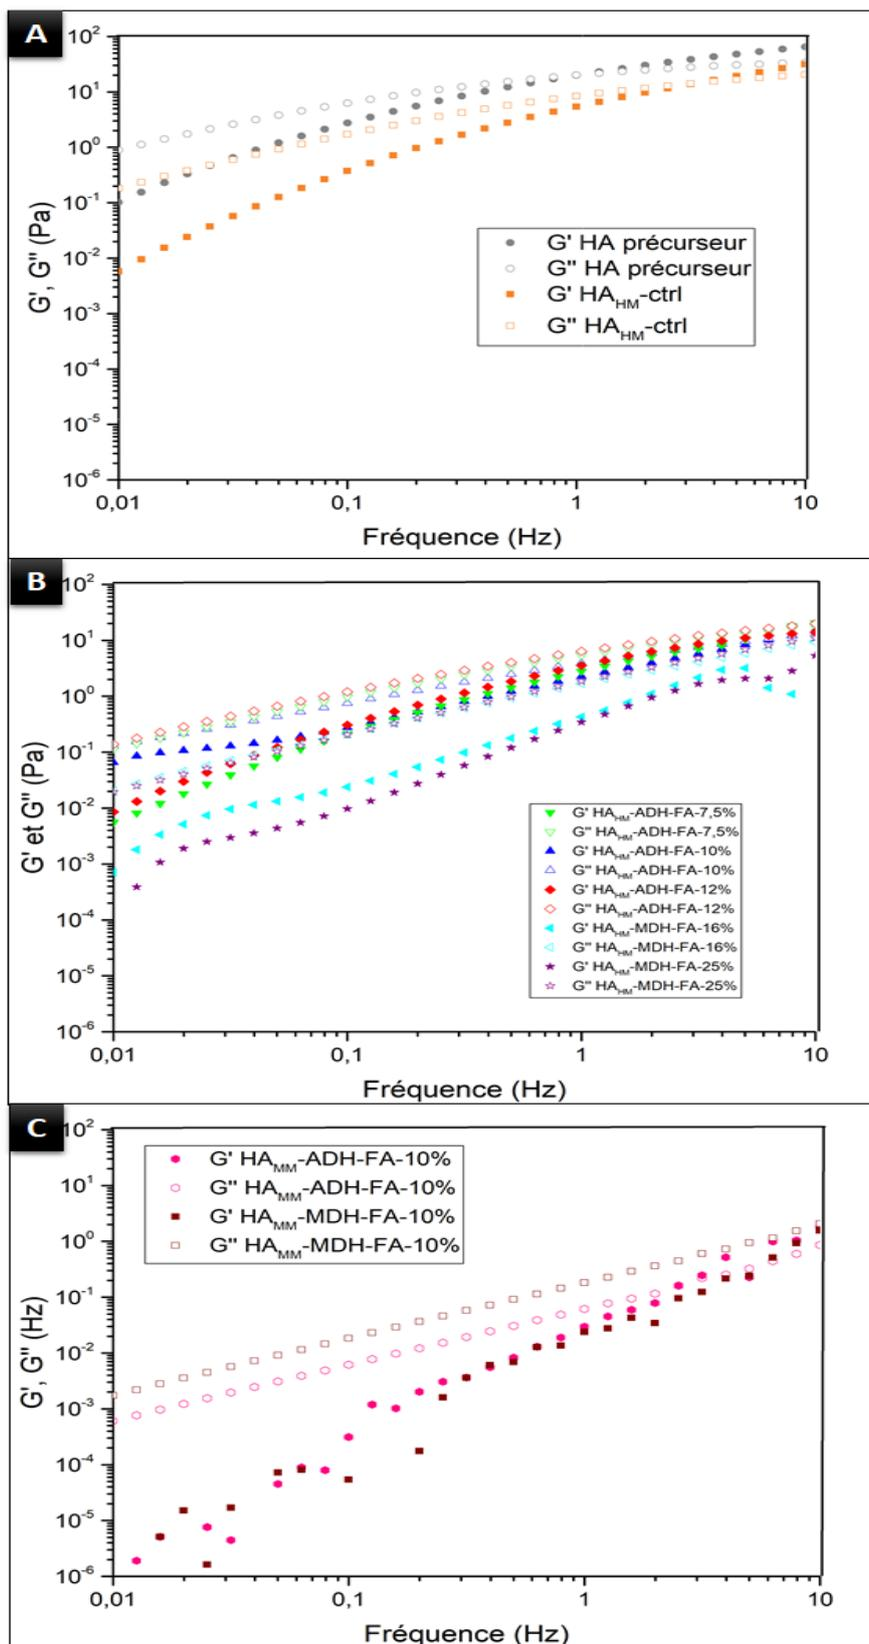 A
10²
10¹
10⁰
10⁻¹
10⁻²
10⁻³
10⁻⁴
10⁻⁵
10⁻⁶
G', G'' (Pa)
G' HA précurseur
G'' HA précurseur
G' HA_HM-ctrl
G'' HA_HM-ctrl
0,01 0,1 1 10
Fréquence (Hz)
B
10²
10¹
10⁰
10⁻¹
10⁻²
10⁻³
10⁻⁴
10⁻⁵
10⁻⁶
G' et G'' (Pa)
G' HA_HM-ADH-FA-7,5%
G'' HA_HM-ADH-FA-7,5%
G' HA_HM-ADH-FA-10%
G'' HA_HM-ADH-FA-10%
G' HA_HM-ADH-FA-12%
G'' HA_HM-ADH-FA-12%
G' HA_HM-MDH-FA-16%
G'' HA_HM-MDH-FA-16%
G' HA_HM-MDH-FA-25%
G'' HA_HM-MDH-FA-25%
0,01 0,1 1 10
Fréquence (Hz)
C
10²
10¹
10⁰
10⁻¹
10⁻²
10⁻³
10⁻⁴
10⁻⁵
10⁻⁶
G', G'' (Hz)
G' HA_MM-ADH-FA-10%
G'' HA_MM-ADH-FA-10%
G' HA_MM-MDH-FA-10%
G'' HA_MM-MDH-FA-10%
0,01 0,1 1 10
Fréquence (Hz)